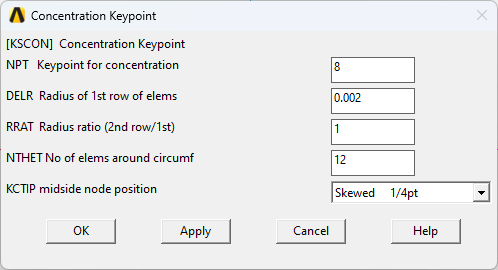 Concentration Keypoint
[KSCON] Concentration Keypoint
NPT Keypoint for concentration 8
DELR Radius of 1st row of elems 0.002
RRAT Radius ratio (2nd row/1st) 1
NTHET No of elems around circumf 12
KCTIP midside node position Skewed 1/4pt
OK Apply Cancel Help